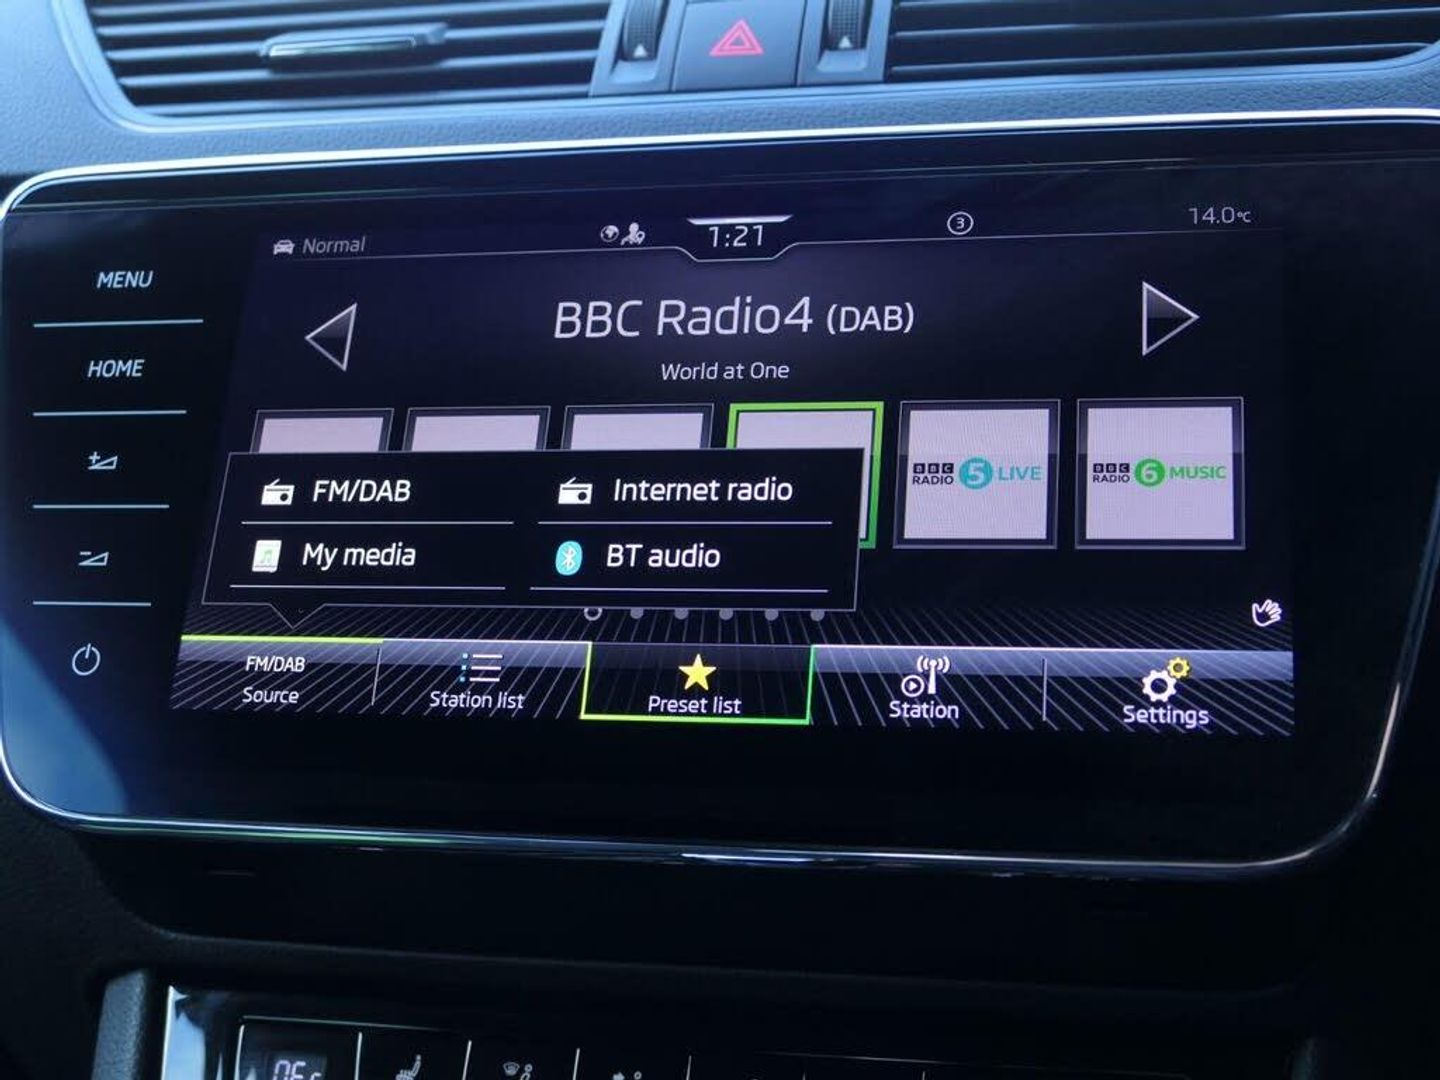 Normal
1:21
3
14.0°C
MENU
HOME
BBC Radio4 (DAB)
World at One
FM/DAB
Internet radio
My media
BT audio
BBC RADIO 5 LIVE
BBC RADIO 6 MUSIC
FM/DAB
Source
Station list
Preset list
Station
Settings